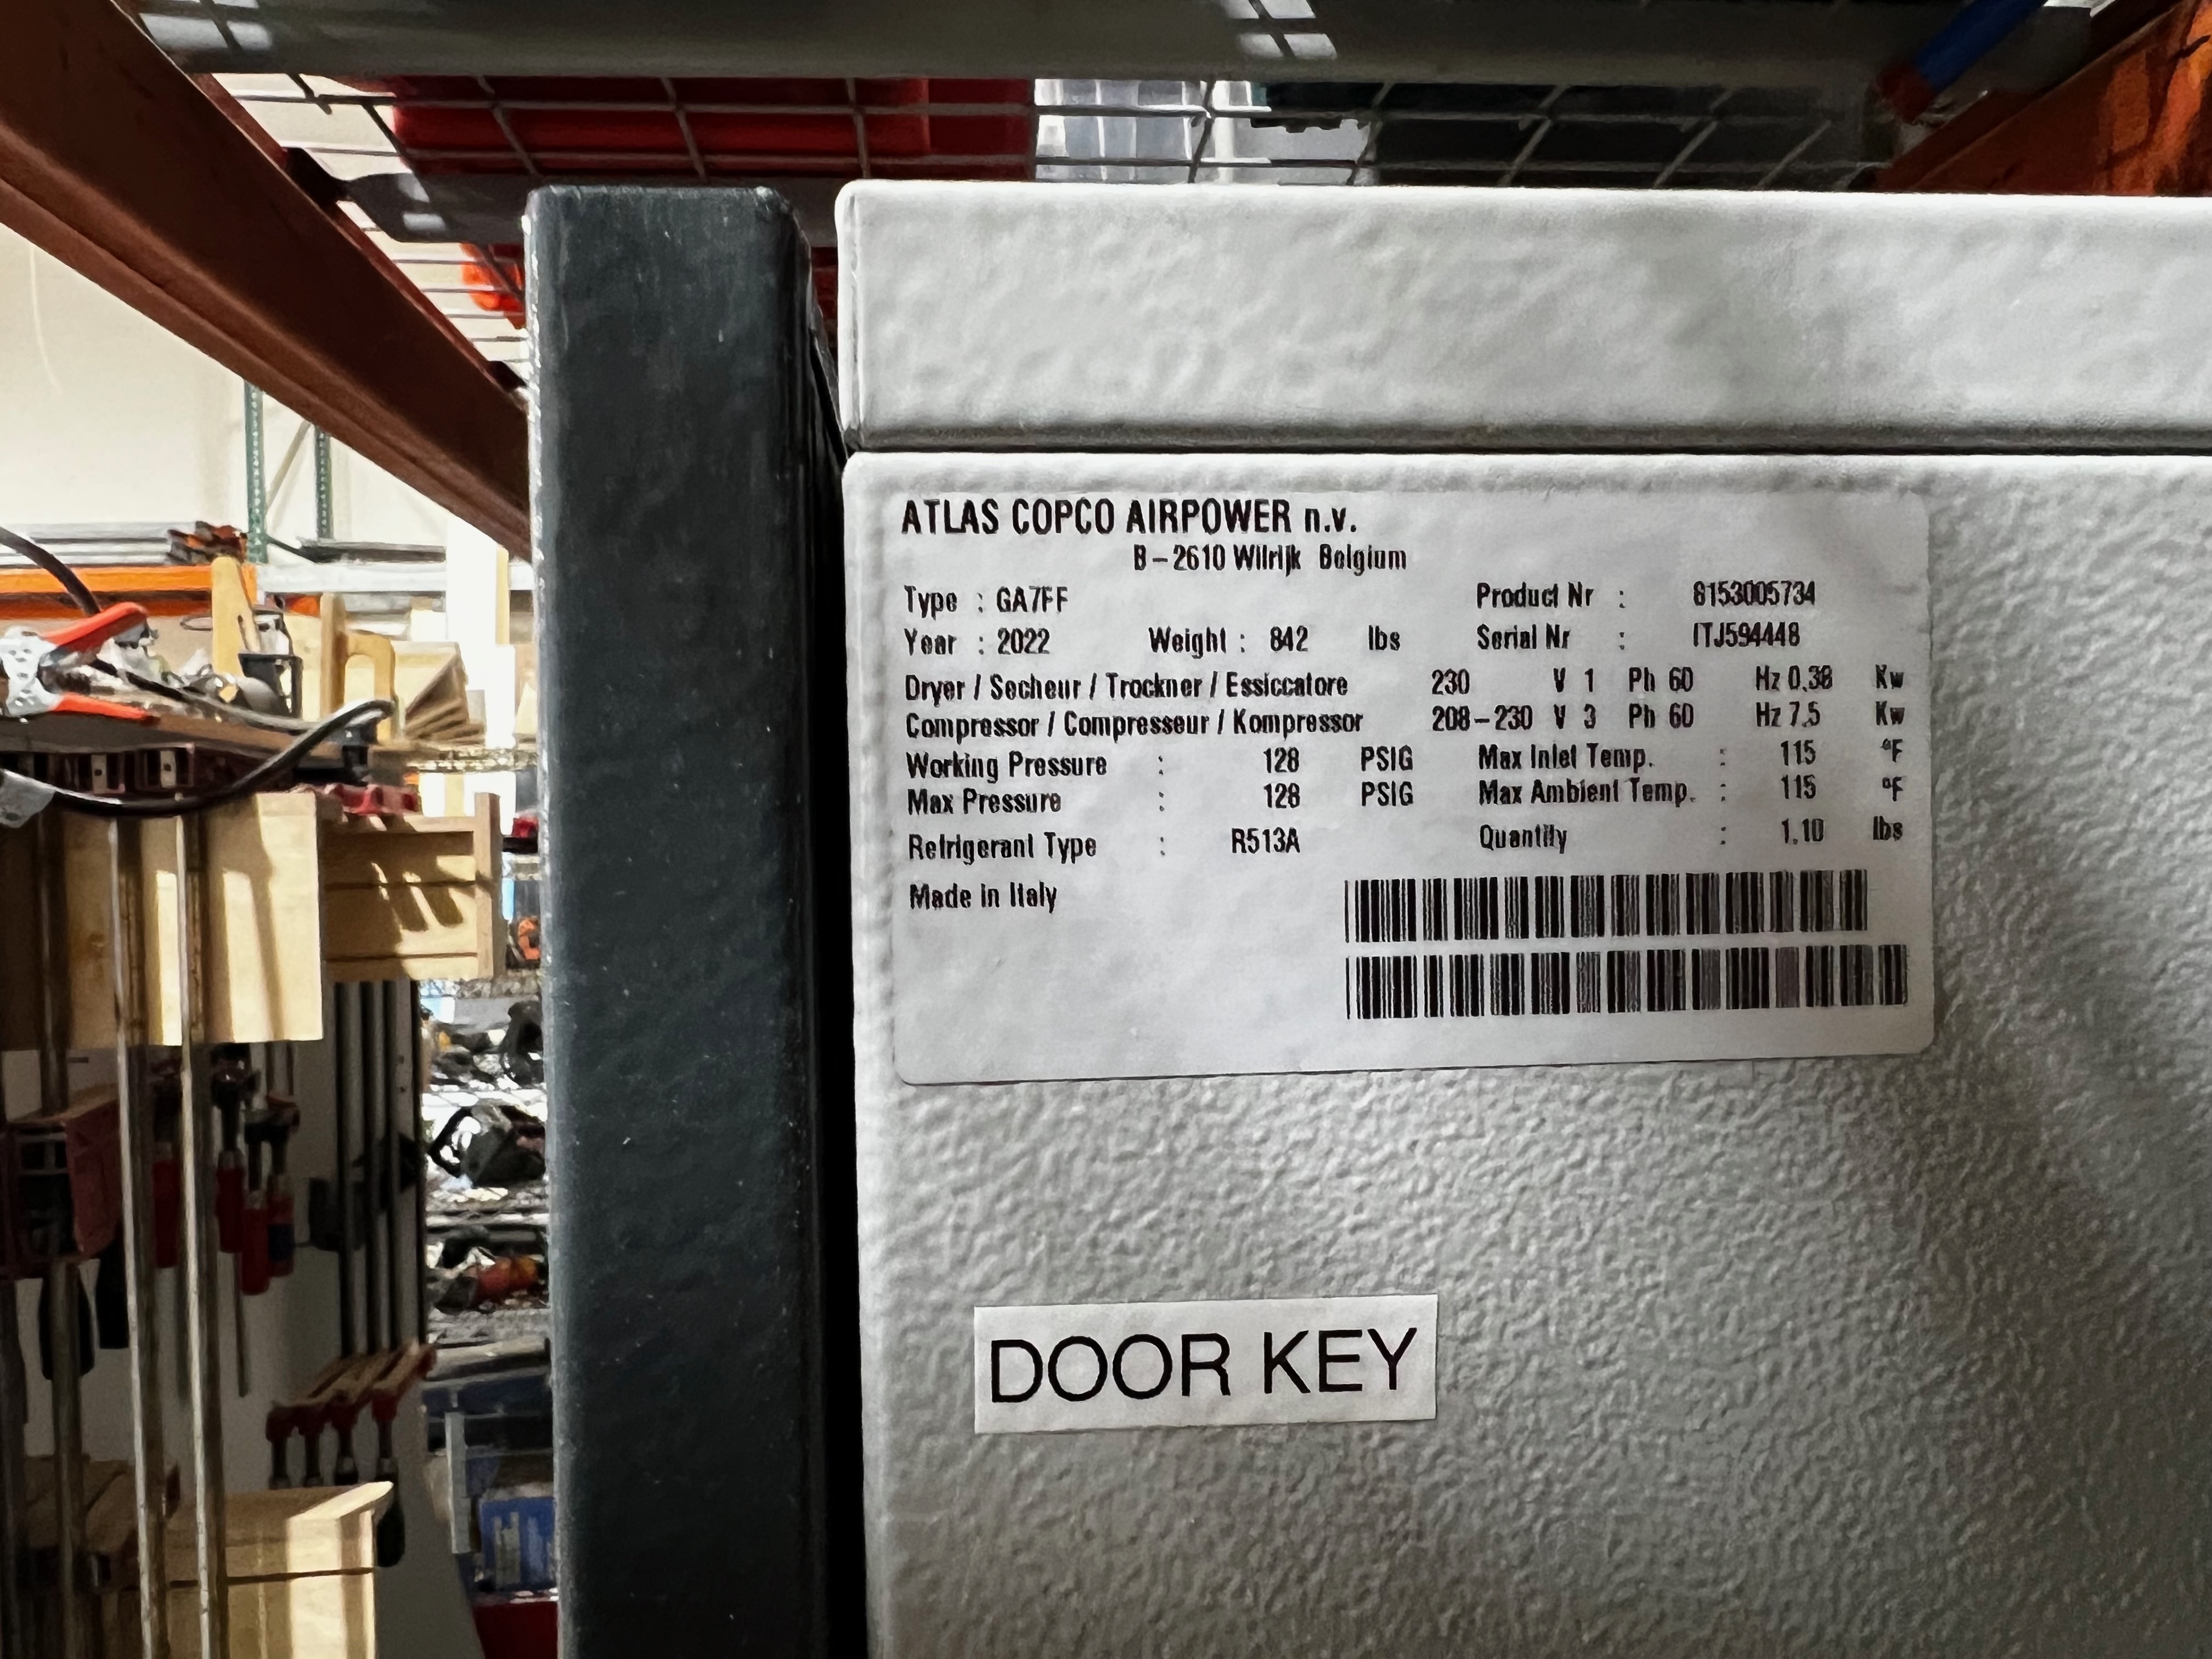 ATLAS COPCO AIRPOWER n.v.
B-2610 Wilrijk Belgium
Type : GA7FF Product Nr : 8153005734
Year : 2022 Weight : 842 lbs Serial Nr : ITJ594448
Dryer / Secheur / Trockner / Essiccatore 230 V 1 Ph 60 Hz 0.38 Kw
Compressor / Compresseur / Kompressor 208-230 V 3 Ph 60 Hz 7.5 Kw
Working Pressure : 128 PSIG Max Inlet Temp. : 115 °F
Max Pressure : 128 PSIG Max Ambient Temp. : 115 °F
Refrigerant Type : R513A Quantity : 1.10 lbs
Made in Italy
DOOR KEY